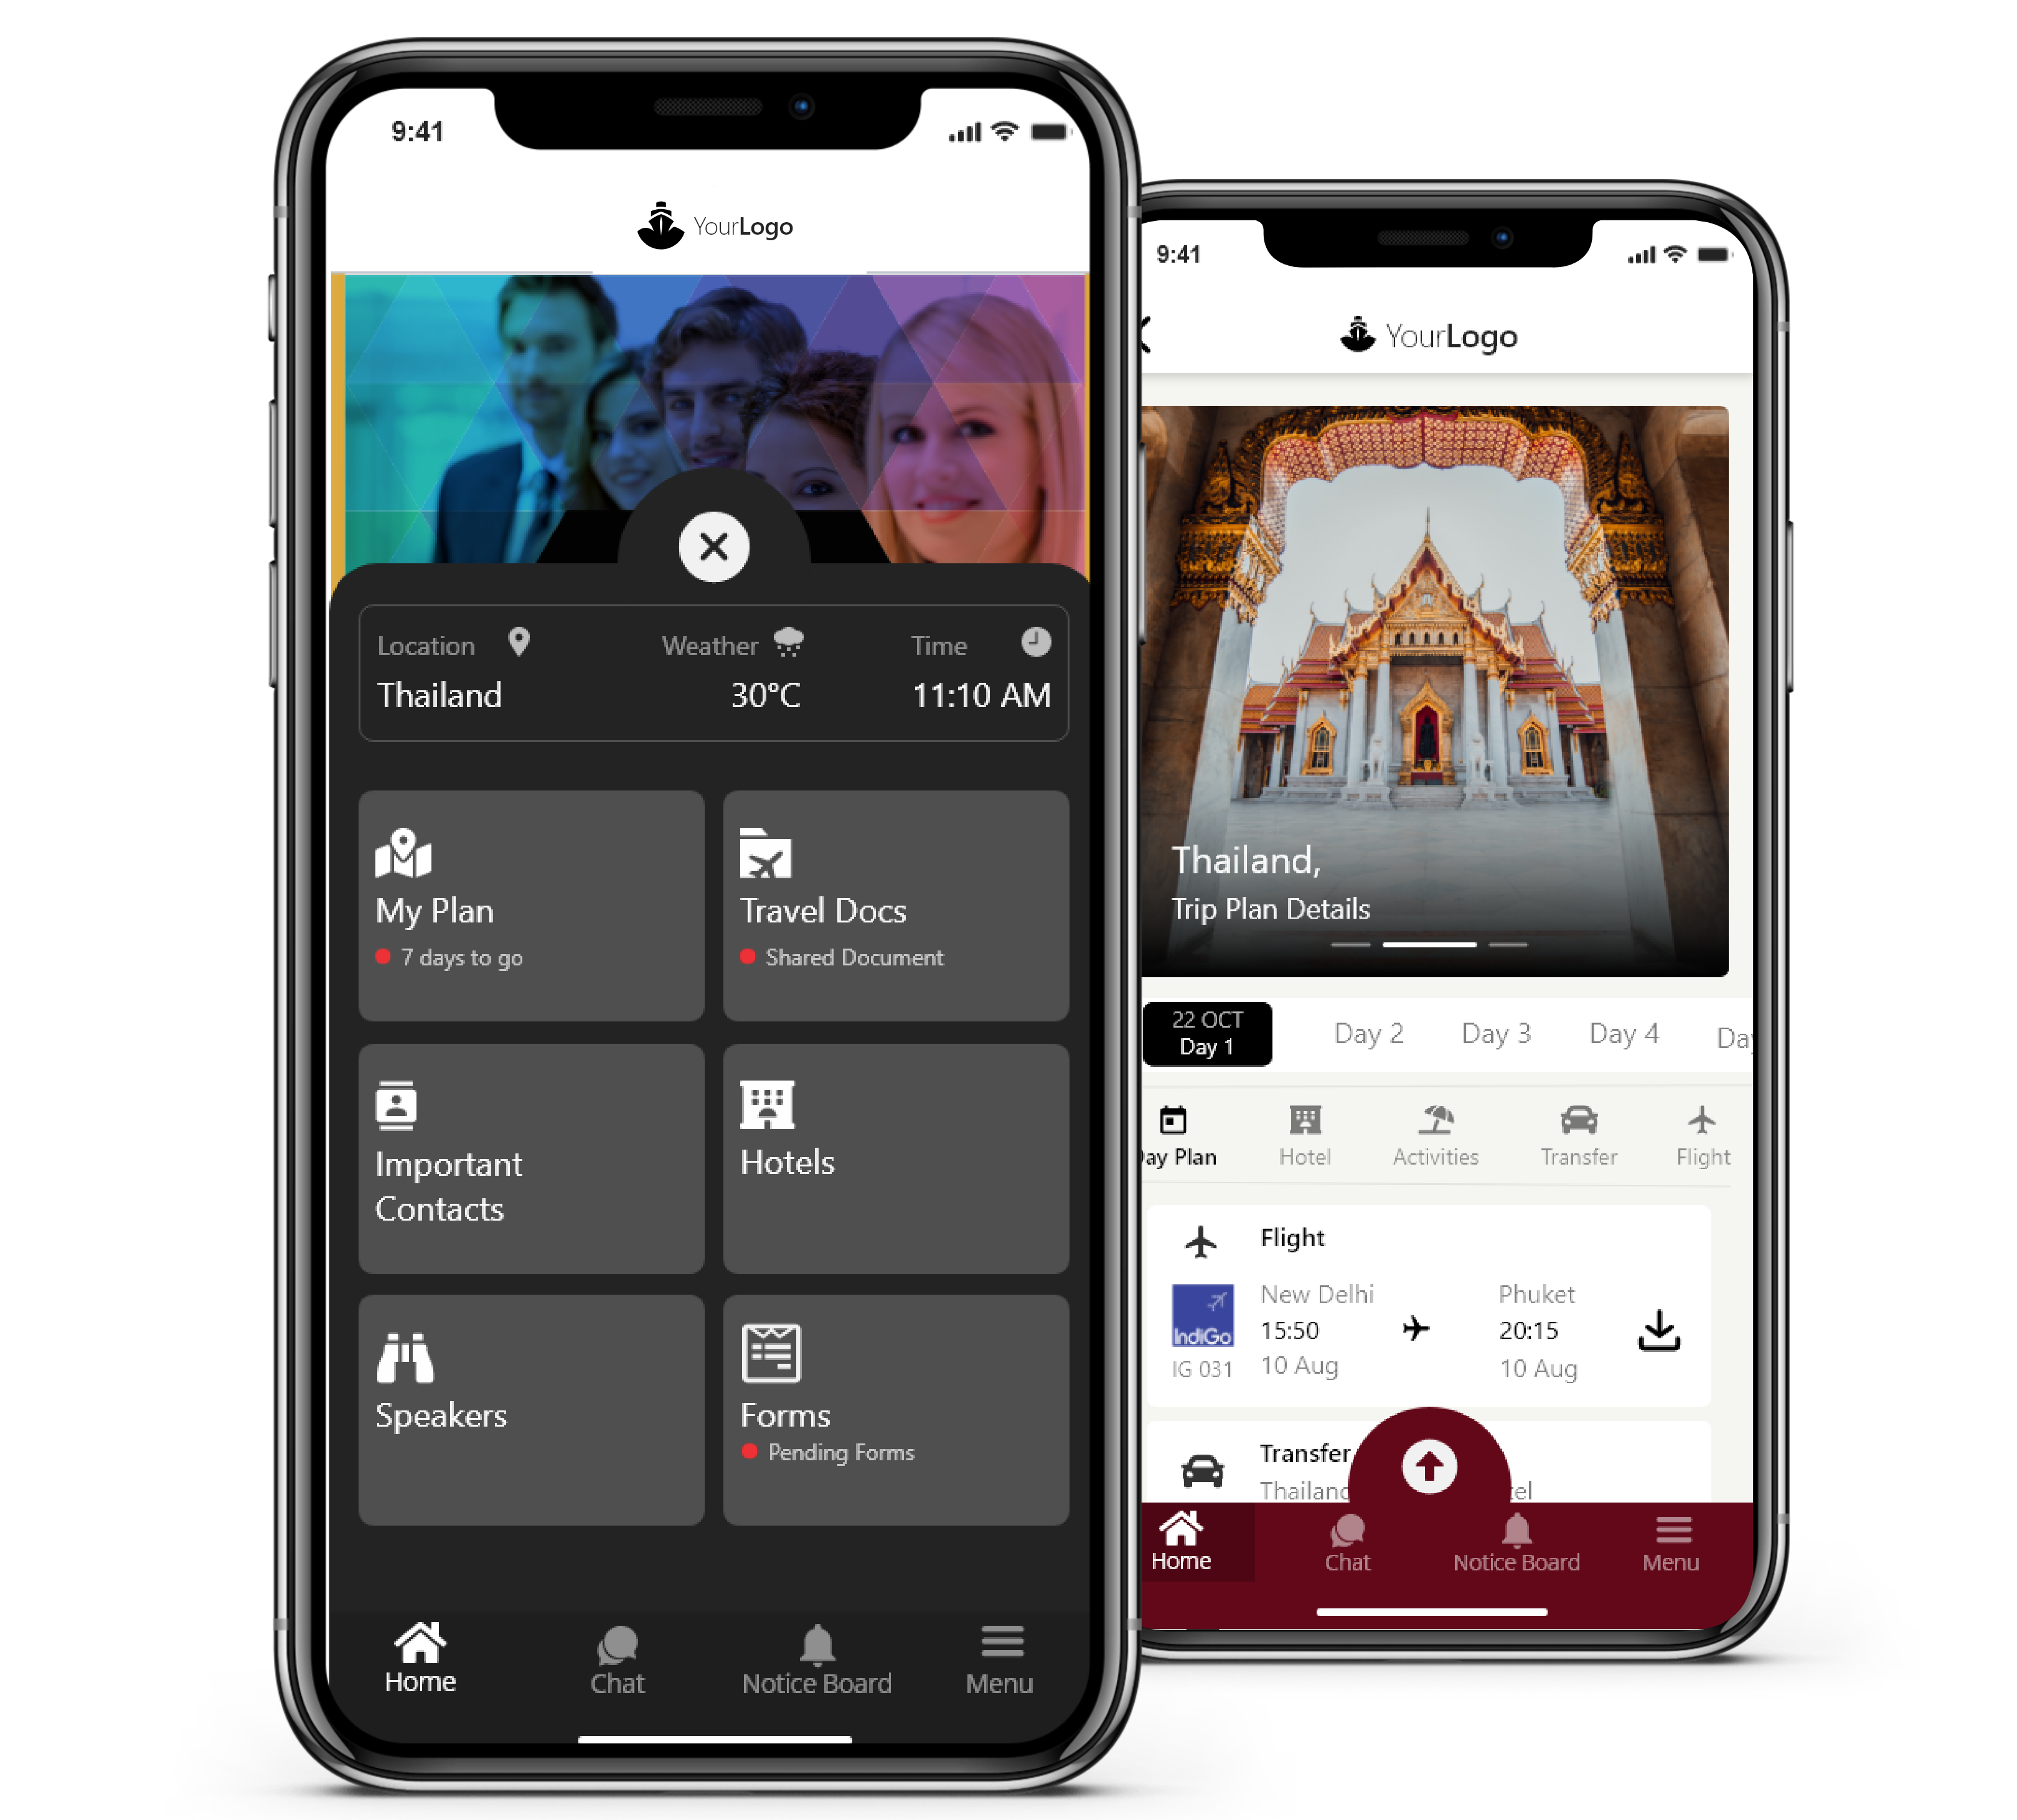 9:41
YourLogo
Location
Weather
Time
Thailand
30°C
11:10 AM
My Plan
7 days to go
Travel Docs
Shared Document
Important
Contacts
Hotels
Speakers
Forms
Pending Forms
Home
Chat
Notice Board
Menu
9:41
YourLogo
Thailand,
Trip Plan Details
22 OCT
Day 1
Day 2
Day 3
Day 4
Da
ay Plan
Hotel
Activities
Transfer
Flight
Flight
IndiGo
IG 031
New Delhi
15:50
10 Aug
Phuket
20:15
10 Aug
Transfer
Thailand tel
Home
Chat
Notice Board
Menu